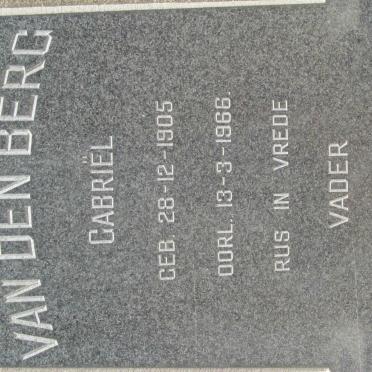 VAN DEN BERG
GABRIËL
GEB. 28-12-1905
OORL. 13-3-1966.
RUS IN VREDE
VADER